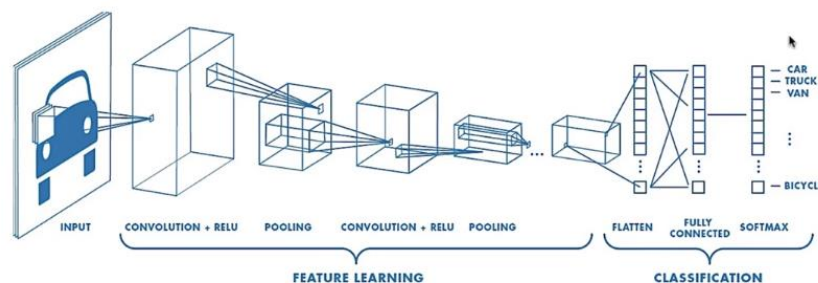 CAR
TRUCK
VAN
BICYCL
INPUT
CONVOLUTION + RELU
POOLING
CONVOLUTION + RELU
POOLING
FLATTEN
FULLY
CONNECTED
SOFTMAX
FEATURE LEARNING
CLASSIFICATION